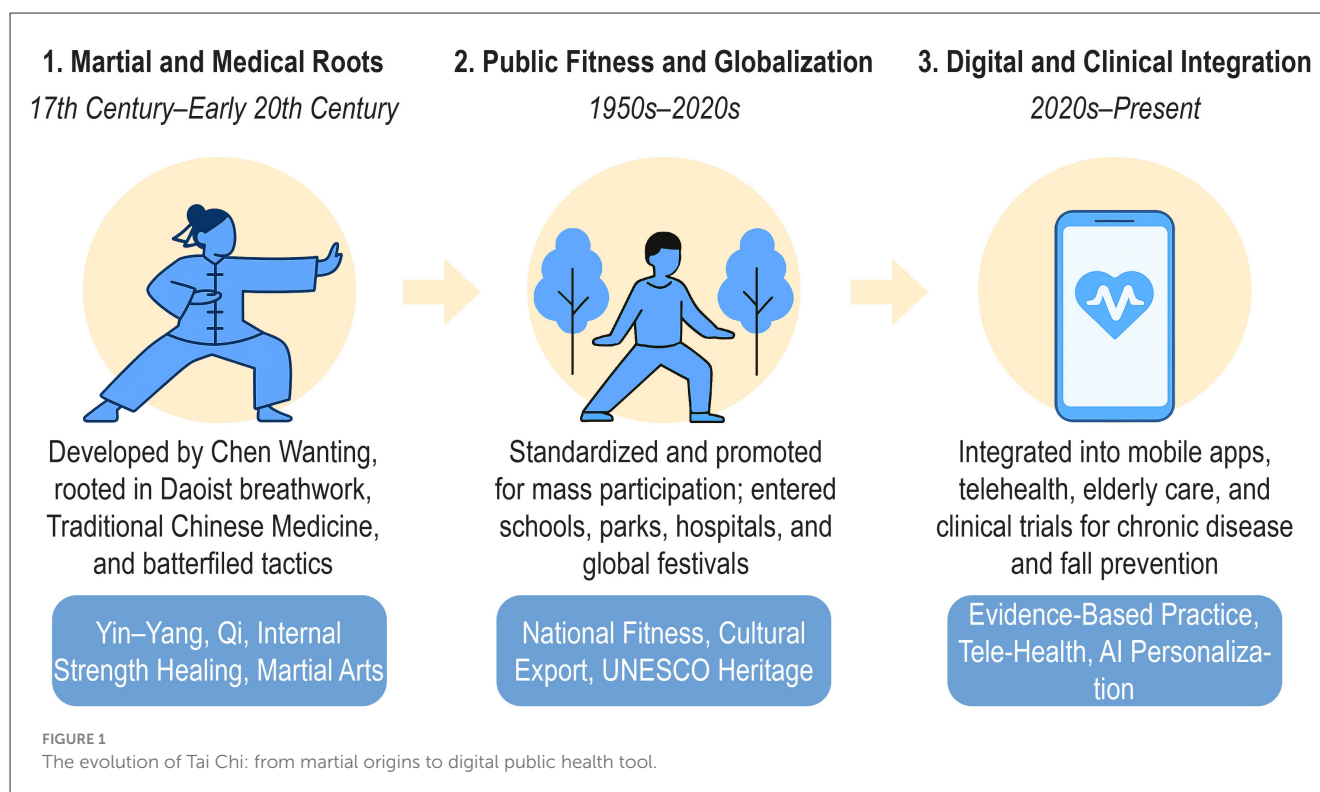 1. Martial and Medical Roots
17th Century–Early 20th Century
Developed by Chen Wanting,
rooted in Daoist breathwork,
Traditional Chinese Medicine,
and batterfiled tactics
Yin–Yang, Qi, Internal
Strength Healing, Martial Arts
2. Public Fitness and Globalization
1950s–2020s
Standardized and promoted
for mass participation; entered
schools, parks, hospitals, and
global festivals
National Fitness, Cultural
Export, UNESCO Heritage
3. Digital and Clinical Integration
2020s–Present
Integrated into mobile apps,
telehealth, elderly care, and
clinical trials for chronic disease
and fall prevention
Evidence-Based Practice,
Tele-Health, AI Personaliza-
tion
FIGURE 1
The evolution of Tai Chi: from martial origins to digital public health tool.